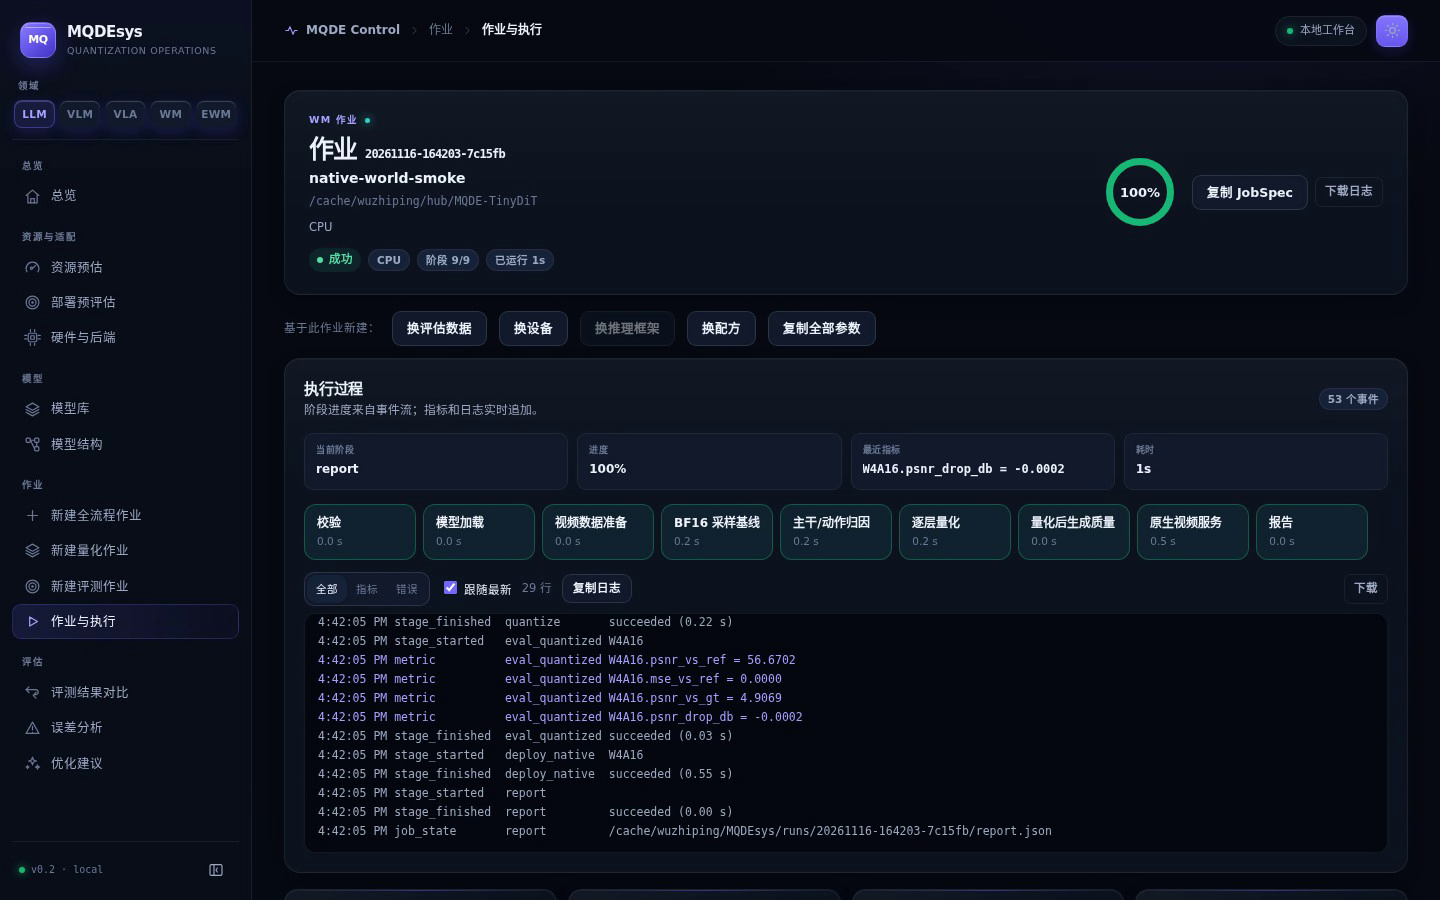 MQ
MQDEsys
QUANTIZATION OPERATIONS
领域
LLM VLM VLA WM EWM
总览
总览
资源与适配
资源预估
部署预评估
硬件与后端
模型
模型库
模型结构
作业
新建全流程作业
新建量化作业
新建评测作业
作业与执行
评估
评测结果对比
误差分析
优化建议
v0.2 · local
MQDE Control › 作业 › 作业与执行
本地工作台
WM 作业
作业 20261116-164203-7c15fb
native-world-smoke
/cache/wuzhiping/hub/MQDE-TinyDiT
CPU
成功 CPU 阶段 9/9 已运行 1s
100%
复制 JobSpec 下载日志
基于此作业新建: 换评估数据 换设备 换推理框架 换配方 复制全部参数
执行过程
阶段进度来自事件流；指标和日志实时追加。
53 个事件
当前阶段
report
进度
100%
最近指标
W4A16.psnr_drop_db = -0.0002
耗时
1s
校验
0.0 s
模型加载
0.0 s
视频数据准备
0.0 s
BF16 采样基线
0.2 s
主干/动作归因
0.2 s
逐层量化
0.2 s
量化后生成质量
0.0 s
原生视频服务
0.5 s
报告
0.0 s
全部 指标 错误 跟随最新 29 行 复制日志 下载
4:42:05 PM stage_finished quantize succeeded (0.22 s)
4:42:05 PM stage_started eval_quantized W4A16
4:42:05 PM metric eval_quantized W4A16.psnr_vs_ref = 56.6702
4:42:05 PM metric eval_quantized W4A16.mse_vs_ref = 0.0000
4:42:05 PM metric eval_quantized W4A16.psnr_vs_gt = 4.9069
4:42:05 PM metric eval_quantized W4A16.psnr_drop_db = -0.0002
4:42:05 PM stage_finished eval_quantized succeeded (0.03 s)
4:42:05 PM stage_started deploy_native W4A16
4:42:05 PM stage_finished deploy_native succeeded (0.55 s)
4:42:05 PM stage_started report
4:42:05 PM stage_finished report succeeded (0.00 s)
4:42:05 PM job_state report /cache/wuzhiping/MQDEsys/runs/20261116-164203-7c15fb/report.json